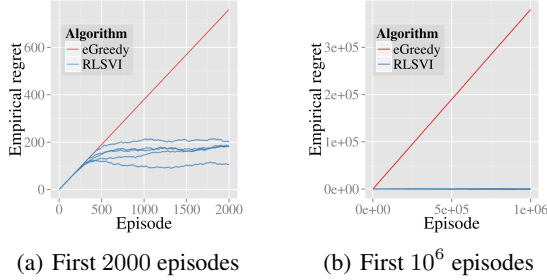 Empirical regret
600
400
200
0
Algorithm
eGreedy
RLSVI
0 500 1000 1500 2000
Episode
(a) First 2000 episodes
Empirical regret
3e+05
2e+05
1e+05
0e+00
Algorithm
eGreedy
RLSVI
0e+00 5e+05 1e+06
Episode
(b) First 10⁶ episodes